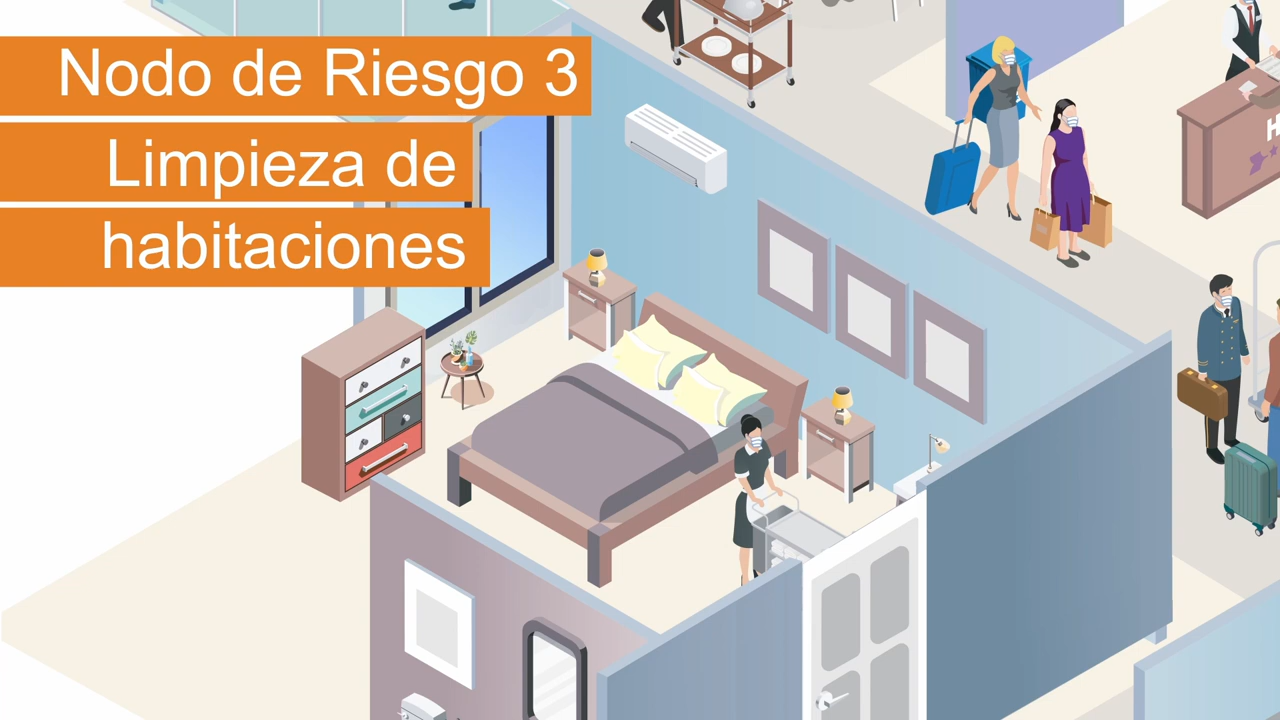 Nodo de Riesgo 3
Limpieza de
habitaciones